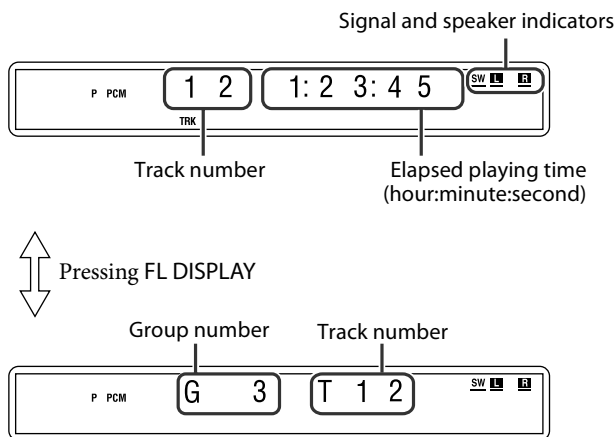 Signal and speaker indicators
P PCM 1 2 1:2 3:4 5 SW L R
TRK
Track number
Elapsed playing time
(hour:minute:second)
Pressing FL DISPLAY
Group number Track number
P PCM G 3 T 1 2 SW L R